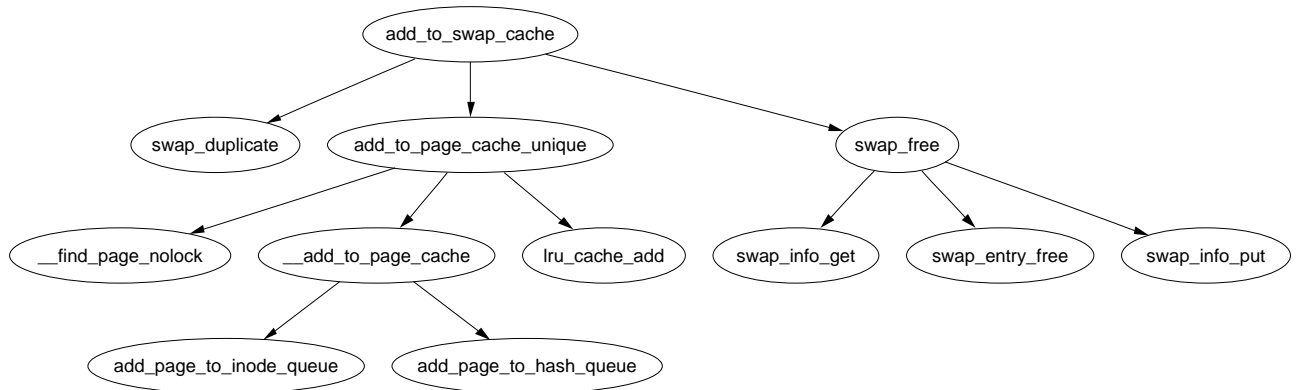 add_to_swap_cache
swap_duplicate
add_to_page_cache_unique
swap_free
__find_page_nolock
__add_to_page_cache
lru_cache_add
swap_info_get
swap_entry_free
swap_info_put
add_page_to_inode_queue
add_page_to_hash_queue